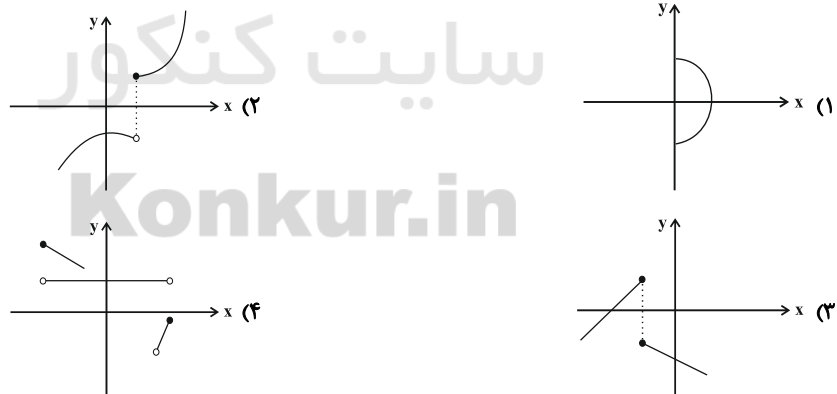 y
x (۱
y
x (۲
سایت کنکور
Konkur.in
y
x (۳
y
x (۴